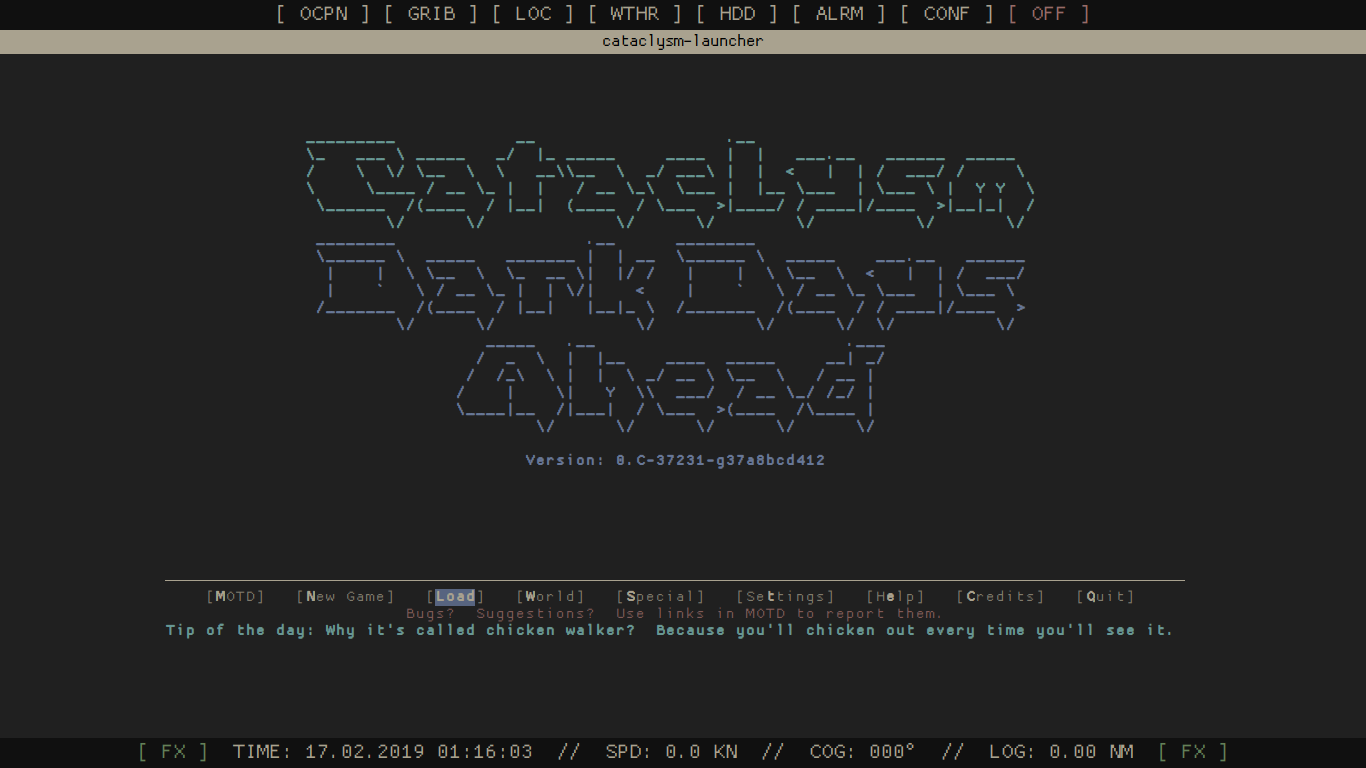 [ OCPN ] [ GRIB ] [ LOC ] [ WTHR ] [ HDD ] [ ALRM ] [ CONF ] [ OFF ]
cataclysm-launcher
Cataclysm
Dark Days
Ahead
Version: 0.C-37231-g37a8bcd412
[MOTD] [New Game] [Load] [World] [Special] [Settings] [Help] [Credits] [Quit]
Bugs? Suggestions? Use links in MOTD to report them.
Tip of the day: Why it's called chicken walker? Because you'll chicken out every time you'll see it.
[ FX ] TIME: 17.02.2019 01:16:03 // SPD: 0.0 KN // COG: 000° // LOG: 0.00 NM [ FX ]